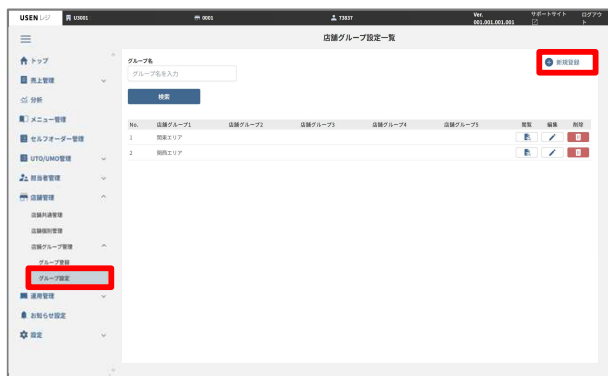 USEN レジ U3001 0001 T3837 Ver. 001.001.001.001 サポートサイト ログアウト
店舗グループ設定一覧
トップ
売上管理
分析
メニュー管理
セルフオーダー管理
UTO/UMO管理
担当者管理
店舗管理
店舗共通管理
店舗個別管理
店舗グループ管理
グループ登録
グループ設定
運用管理
お知らせ設定
設定
グループ名
グループ名を入力
新規登録
検索
No. 店舗グループ1 店舗グループ2 店舗グループ3 店舗グループ4 店舗グループ5 閲覧 編集 削除
1 関東エリア
2 関西エリア